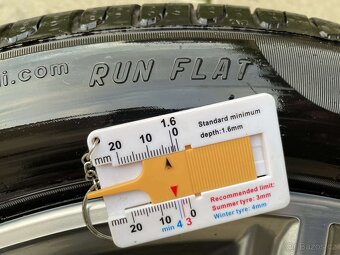 i.com RUN FLAT
1.6
20 10 0
mm
Standard minimum
depth:1.6mm
mm
20 10 0
min 4 3
Recommended limit:
Summer tyre: 3mm
Winter tyre: 4mm